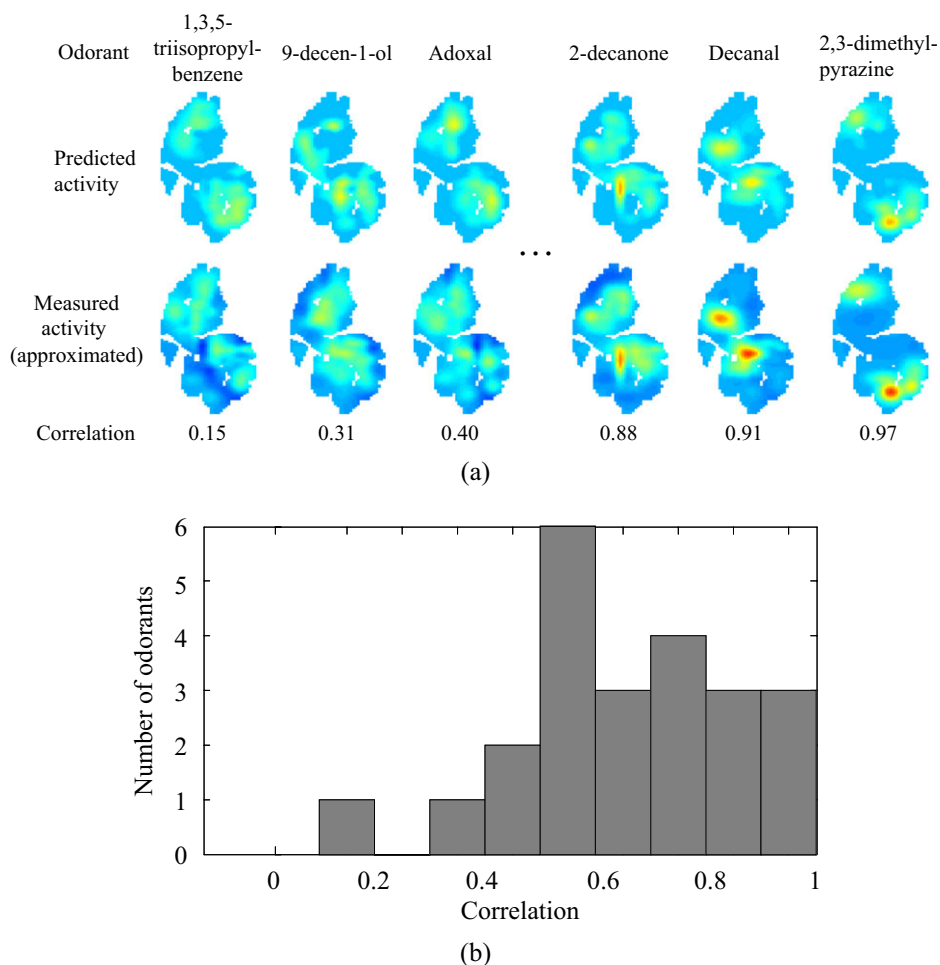 1,3,5-
triisopropyl-
benzene
Odorant
9-decen-1-ol
Adoxal
2-decanone
Decanal
2,3-dimethyl-
pyrazine
Predicted
activity
...
Measured
activity
(approximated)
Correlation
0.15
0.31
0.40
0.88
0.91
0.97
(a)
Number of odorants
6
5
4
3
2
1
0
0
0.2
0.4
0.6
0.8
1
Correlation
(b)